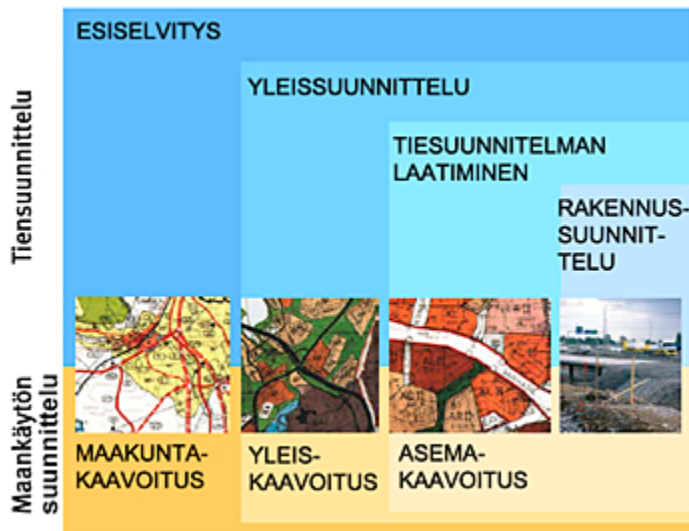 ESISELVITYS
YLEISSUUNNITTELU
TIESUUNNITELMAN
LAATIMINEN
RAKENNUS-
SUUNNIT-
TELU
Tiensuunnittelu
Maankäytön
suunnittelu
MAAKUNTA-
KAAVOITUS
YLEIS-
KAAVOITUS
ASEMA-
KAAVOITUS